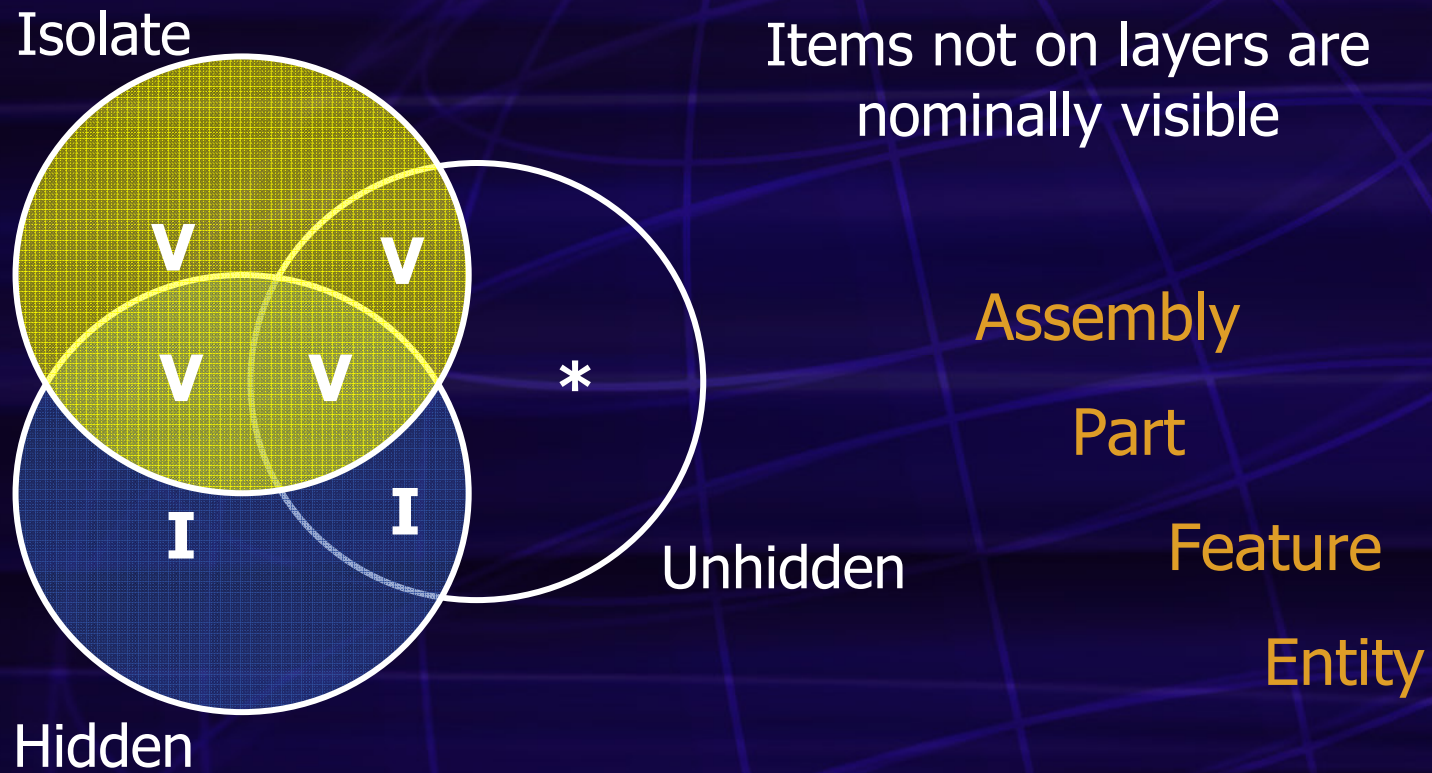 Isolate
Items not on layers are
nominally visible
V
V
V
V
*
I
I
Unhidden
Hidden
Assembly
Part
Feature
Entity